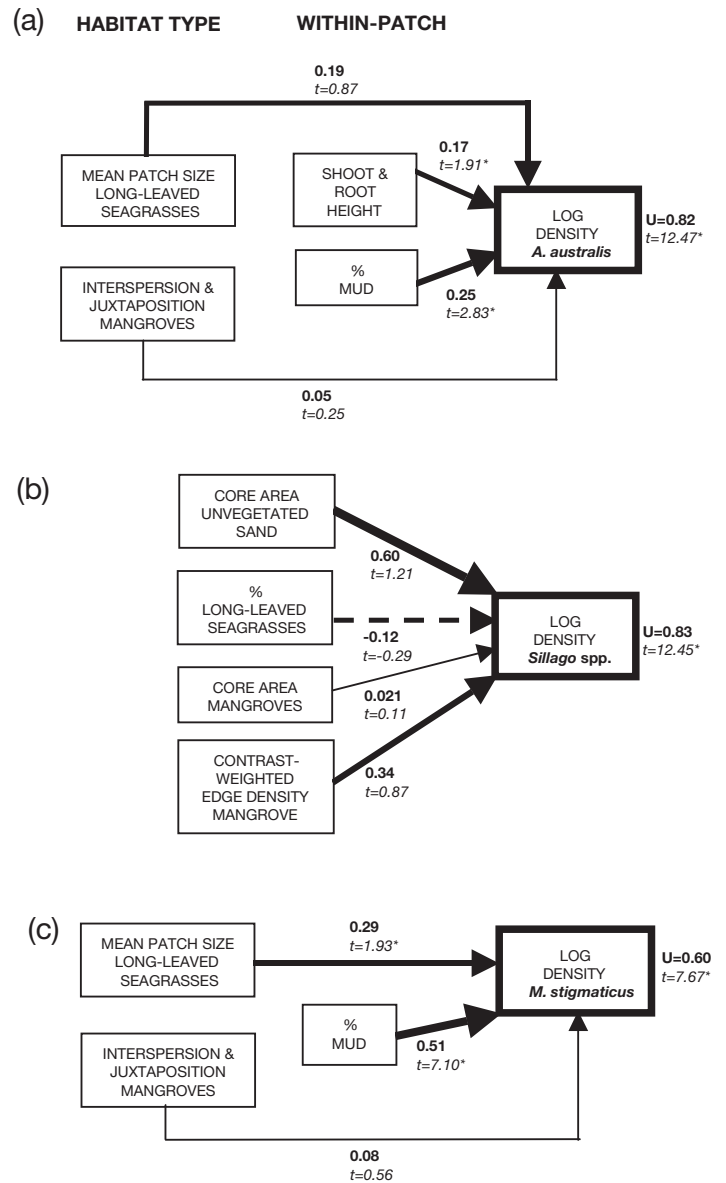 (a)
HABITAT TYPE
WITHIN-PATCH
0.19
t=0.87
MEAN PATCH SIZE
LONG-LEAVED
SEAGRASSES
SHOOT &
ROOT
HEIGHT
0.17
t=1.91*
LOG
DENSITY
A. australis
U=0.82
t=12.47*
INTERSPERSION &
JUXTAPOSITION
MANGROVES
%
MUD
0.25
t=2.83*
0.05
t=0.25
(b)
CORE AREA
UNVEGETATED
SAND
0.60
t=1.21
%
LONG-LEAVED
SEAGRASSES
-0.12
t=-0.29
LOG
DENSITY
Sillago spp.
U=0.83
t=12.45*
CORE AREA
MANGROVES
0.021
t=0.11
CONTRAST-
WEIGHTED
EDGE DENSITY
MANGROVE
0.34
t=0.87
(c)
MEAN PATCH SIZE
LONG-LEAVED
SEAGRASSES
0.29
t=1.93*
LOG
DENSITY
M. stigmaticus
U=0.60
t=7.67*
%
MUD
0.51
t=7.10*
INTERSPERSION &
JUXTAPOSITION
MANGROVES
0.08
t=0.56